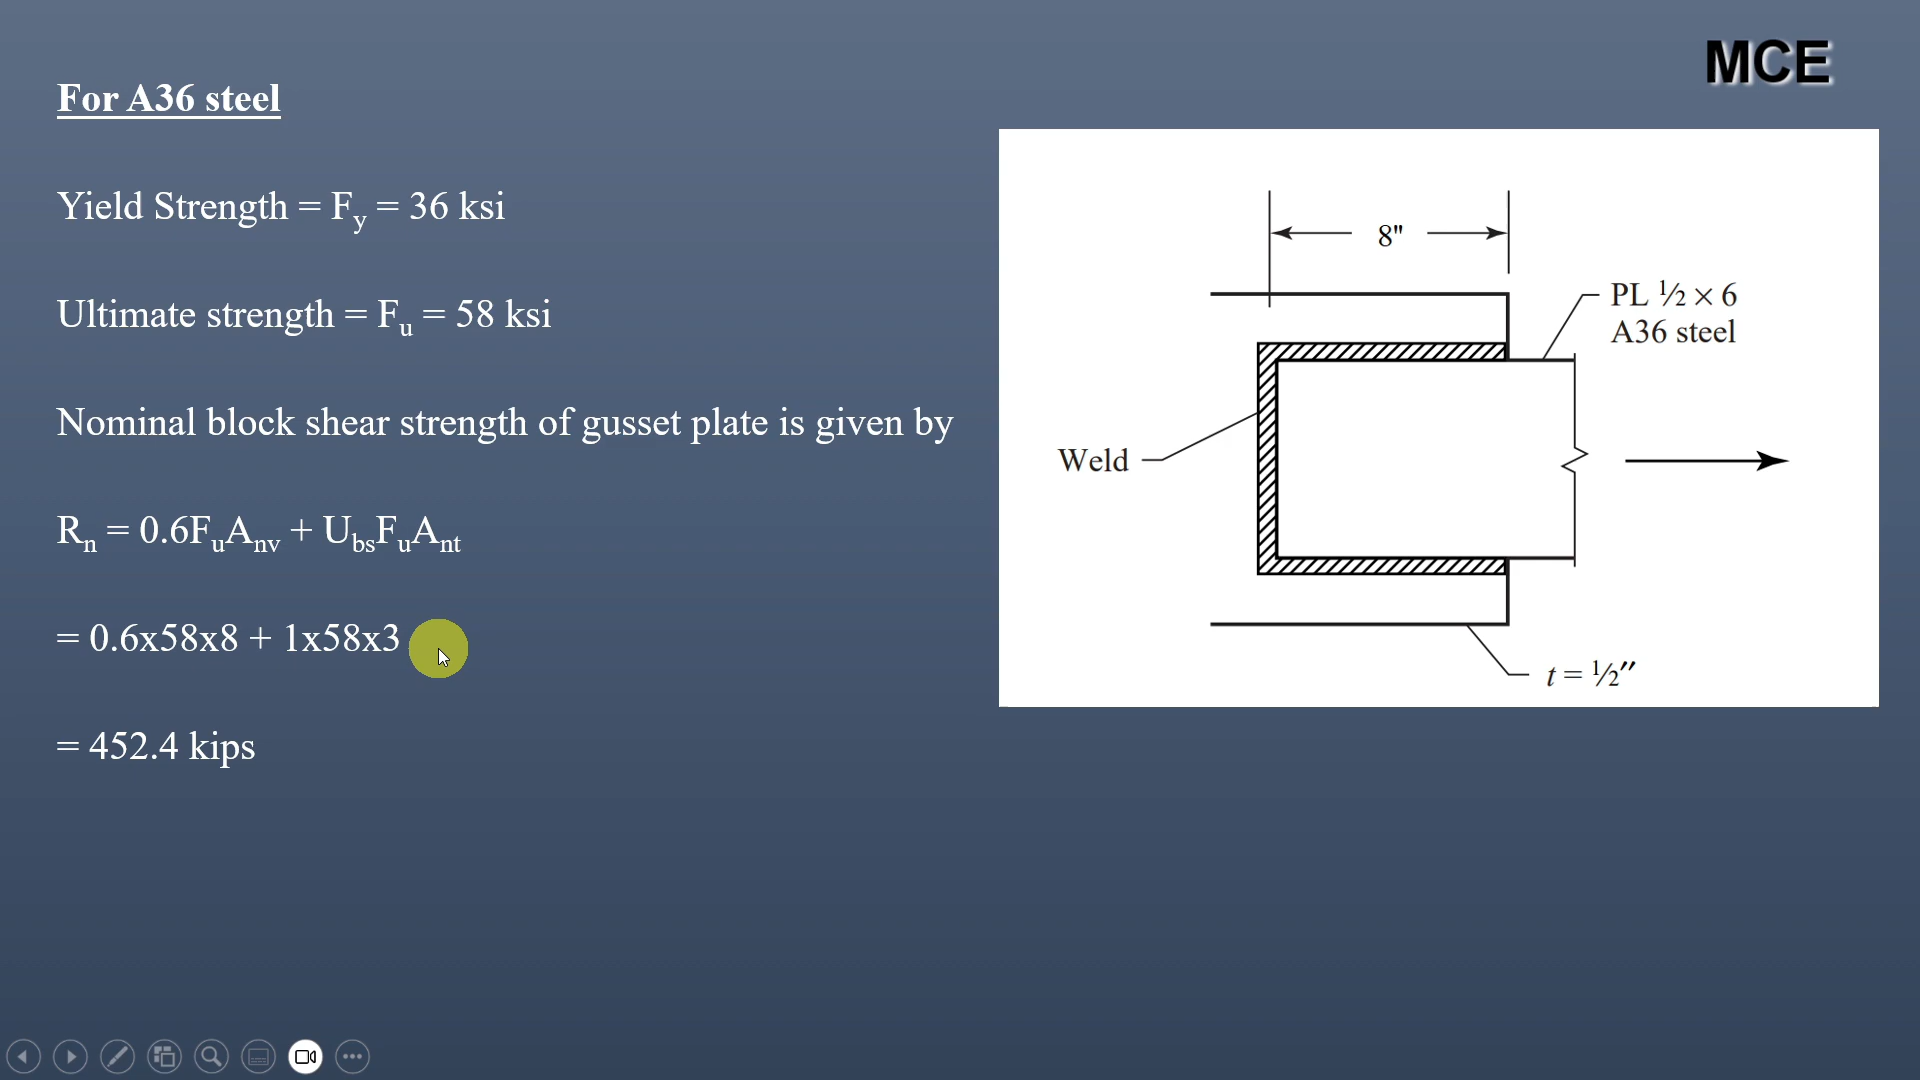 MCE
For A36 steel
Yield Strength = Fy = 36 ksi
Ultimate strength = Fu = 58 ksi
Nominal block shear strength of gusset plate is given by
Rn = 0.6FuAnv + UbsFuAnt
= 0.6x58x8 + 1x58x3
= 452.4 kips
8"
PL ½ × 6
A36 steel
Weld
t = ½″